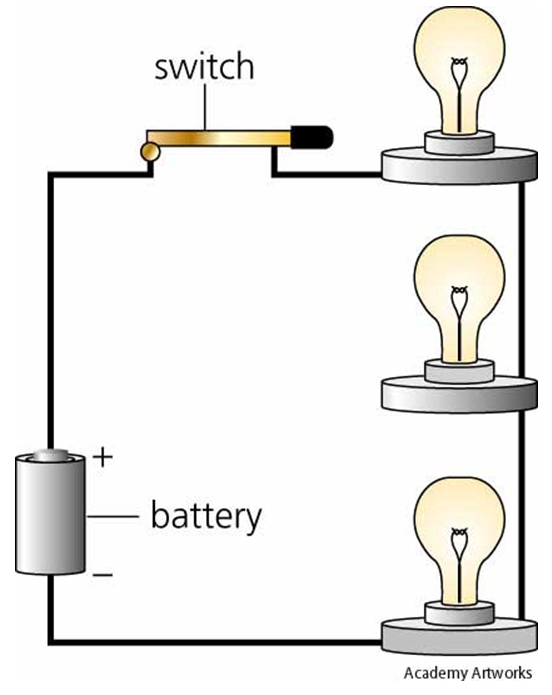 switch
+
battery
–
Academy Artworks